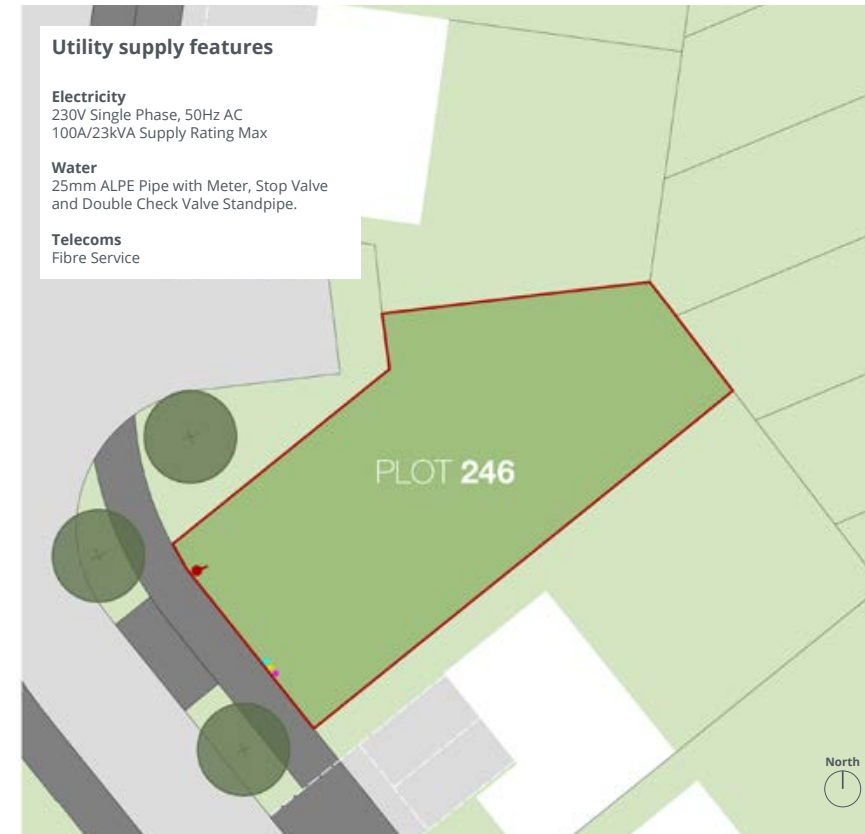 Utility supply features
Electricity
230V Single Phase, 50Hz AC
100A/23kVA Supply Rating Max
Water
25mm ALPE Pipe with Meter, Stop Valve
and Double Check Valve Standpipe.
Telecoms
Fibre Service
PLOT 246
North